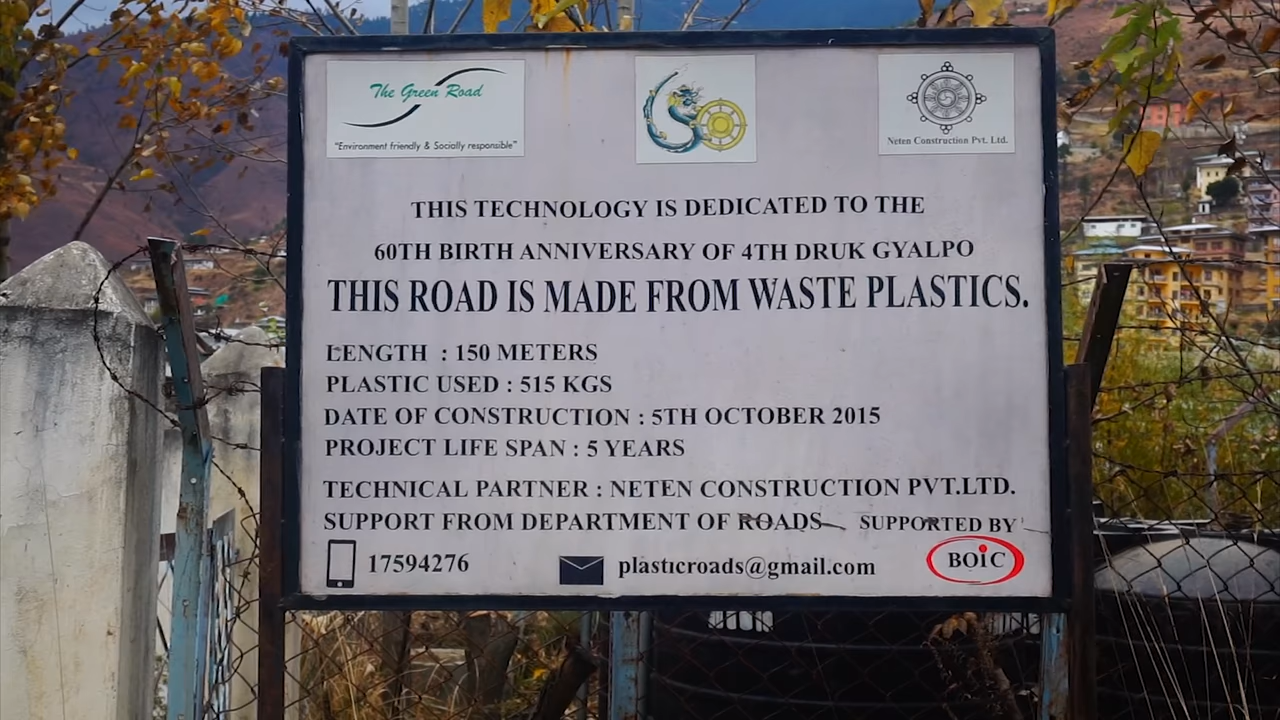 The Green Road
"Environment friendly & Socially responsible"
Neten Construction Pvt. Ltd.
THIS TECHNOLOGY IS DEDICATED TO THE
60TH BIRTH ANNIVERSARY OF 4TH DRUK GYALPO
THIS ROAD IS MADE FROM WASTE PLASTICS.
LENGTH : 150 METERS
PLASTIC USED : 515 KGS
DATE OF CONSTRUCTION : 5TH OCTOBER 2015
PROJECT LIFE SPAN : 5 YEARS
TECHNICAL PARTNER : NETEN CONSTRUCTION PVT.LTD.
SUPPORT FROM DEPARTMENT OF ROADS SUPPORTED BY
17594276 plasticroads@gmail.com BOiC